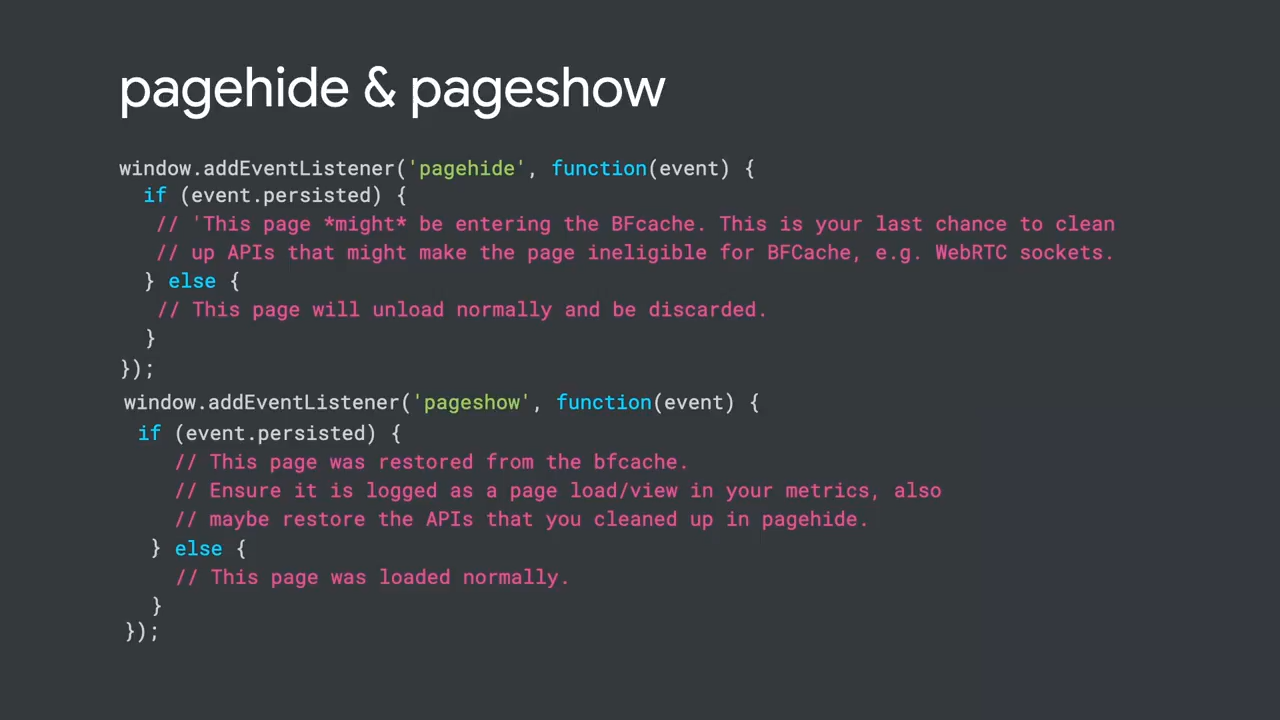 pagehide & pageshow
window.addEventListener('pagehide', function(event) {
if (event.persisted) {
// 'This page *might* be entering the BFcache. This is your last chance to clean
// up APIs that might make the page ineligible for BFCache, e.g. WebRTC sockets.
} else {
// This page will unload normally and be discarded.
}
});
window.addEventListener('pageshow', function(event) {
if (event.persisted) {
// This page was restored from the bfcache.
// Ensure it is logged as a page load/view in your metrics, also
// maybe restore the APIs that you cleaned up in pagehide.
} else {
// This page was loaded normally.
}
});